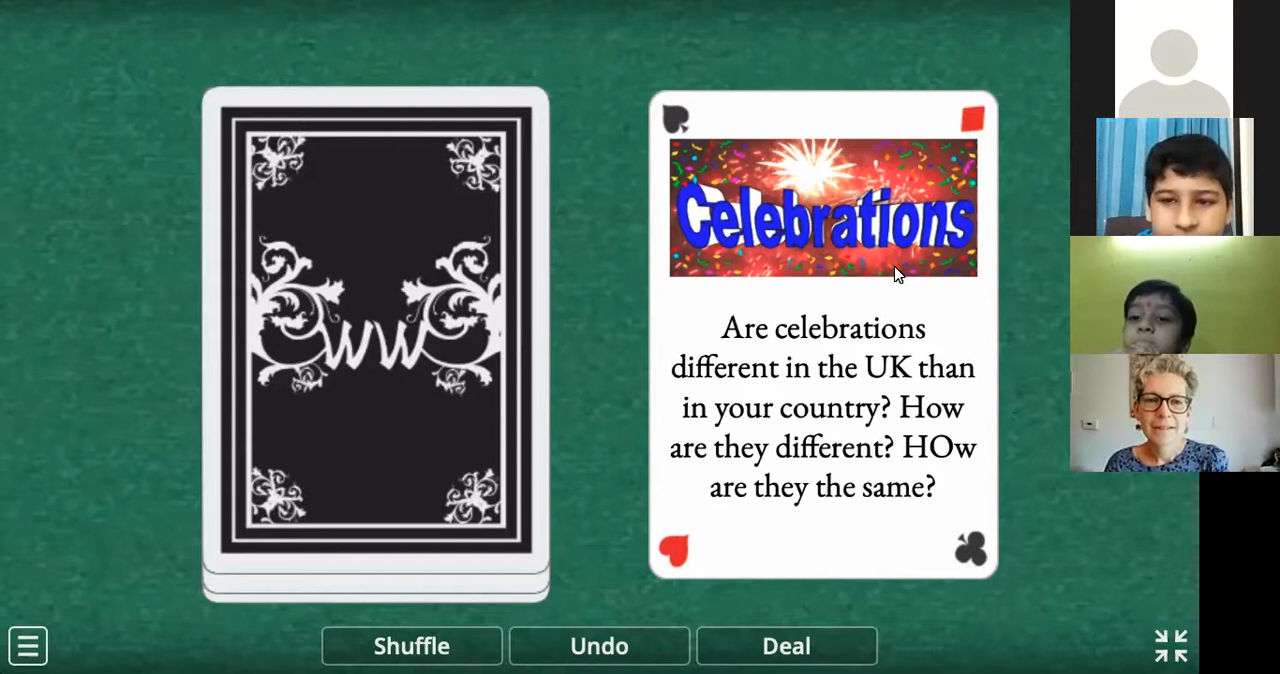 ww
Celebrations
Are celebrations
different in the UK than
in your country? How
are they different? HOw
are they the same?
Shuffle
Undo
Deal